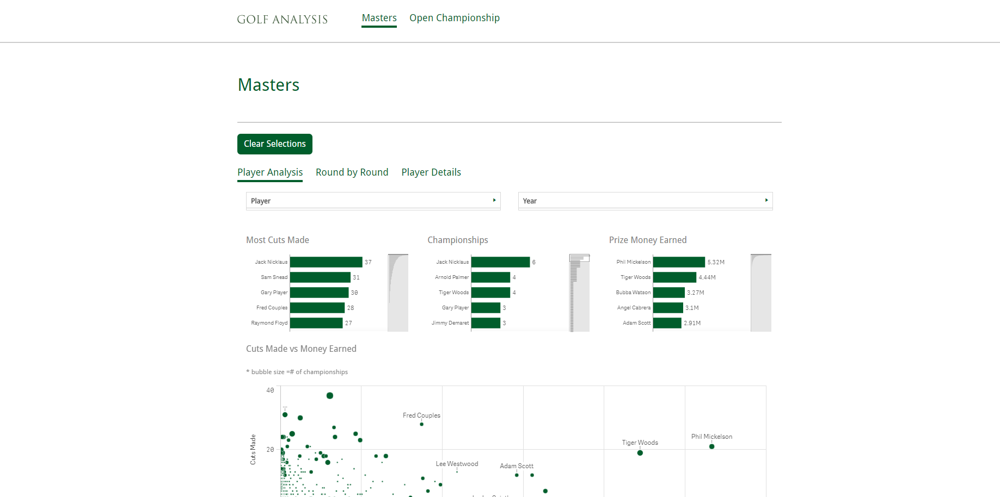 GOLF ANALYSIS
Masters
Open Championship
Masters
Clear Selections
Player Analysis
Round by Round
Player Details
Player
Year
Most Cuts Made
Jack Nicklaus 37
Sam Snead 31
Gary Player 30
Fred Couples 28
Raymond Floyd 27
Championships
Jack Nicklaus 6
Arnold Palmer 4
Tiger Woods 4
Gary Player 3
Jimmy Demaret 3
Prize Money Earned
Phil Mickelson 5.32M
Tiger Woods 4.44M
Bubba Watson 3.27M
Angel Cabrera 3.1M
Adam Scott 2.91M
Cuts Made vs Money Earned
* bubble size =# of championships
40
...
Fred Couples
Phil Mickelson
Tiger Woods
20
Cuts Made
Lee Westwood
Adam Scott